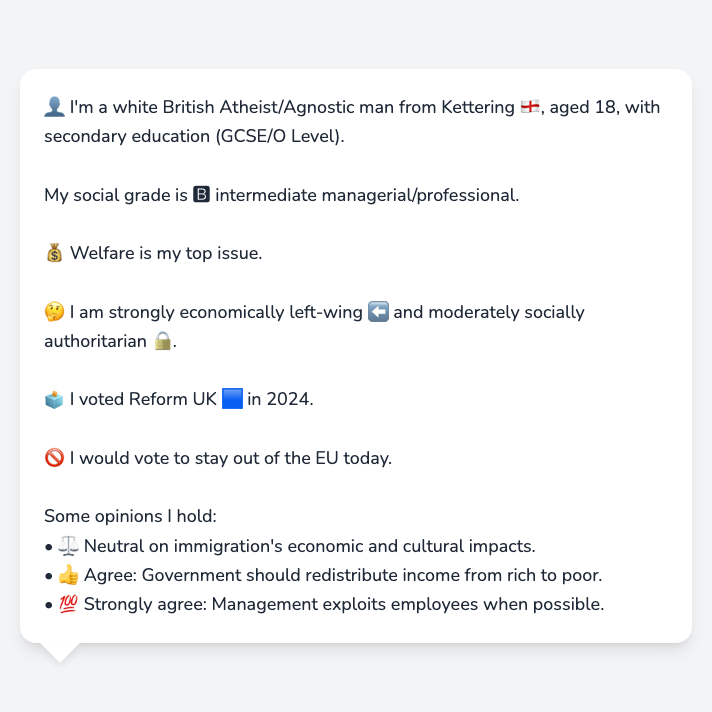 👤 I'm a white British Atheist/Agnostic man from Kettering 🏴󠁧󠁢󠁥󠁮󠁧󠁿, aged 18, with
secondary education (GCSE/O Level).
My social grade is 🅱 intermediate managerial/professional.
💰 Welfare is my top issue.
🤔 I am strongly economically left-wing ⬅️ and moderately socially
authoritarian 🔒.
🗳️ I voted Reform UK 🟦 in 2024.
🚫 I would vote to stay out of the EU today.
Some opinions I hold:
• ⚖️ Neutral on immigration's economic and cultural impacts.
• 👍 Agree: Government should redistribute income from rich to poor.
• 💯 Strongly agree: Management exploits employees when possible.